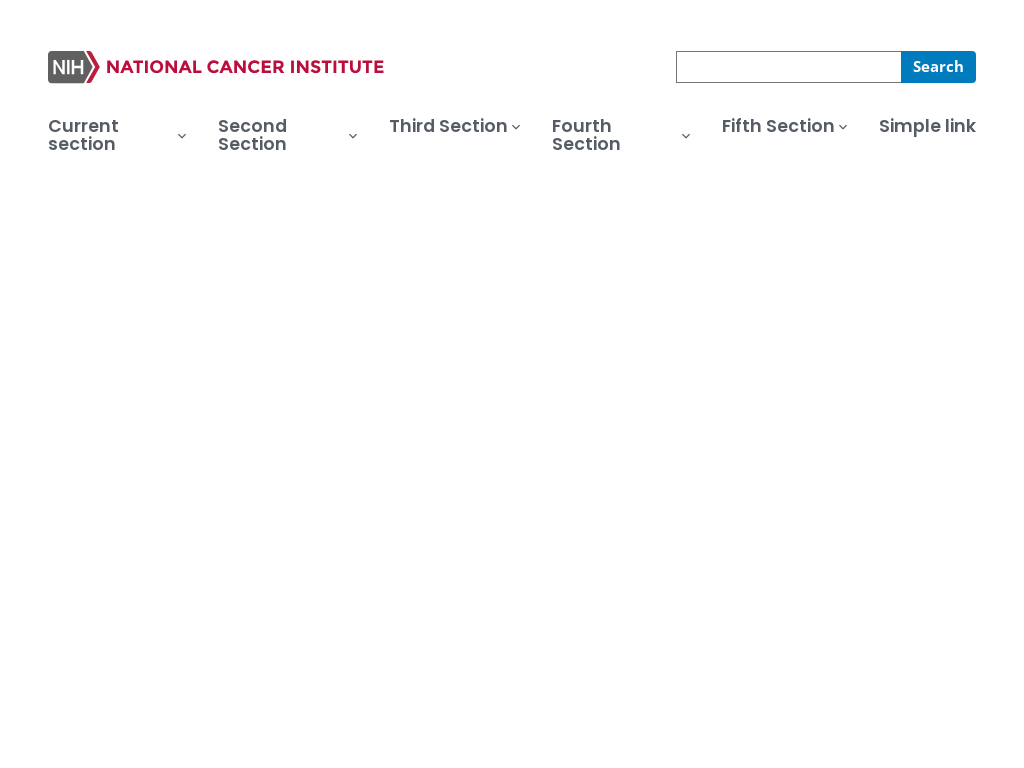 NIH NATIONAL CANCER INSTITUTE
Search
Current section
Second Section
Third Section
Fourth Section
Fifth Section
Simple link